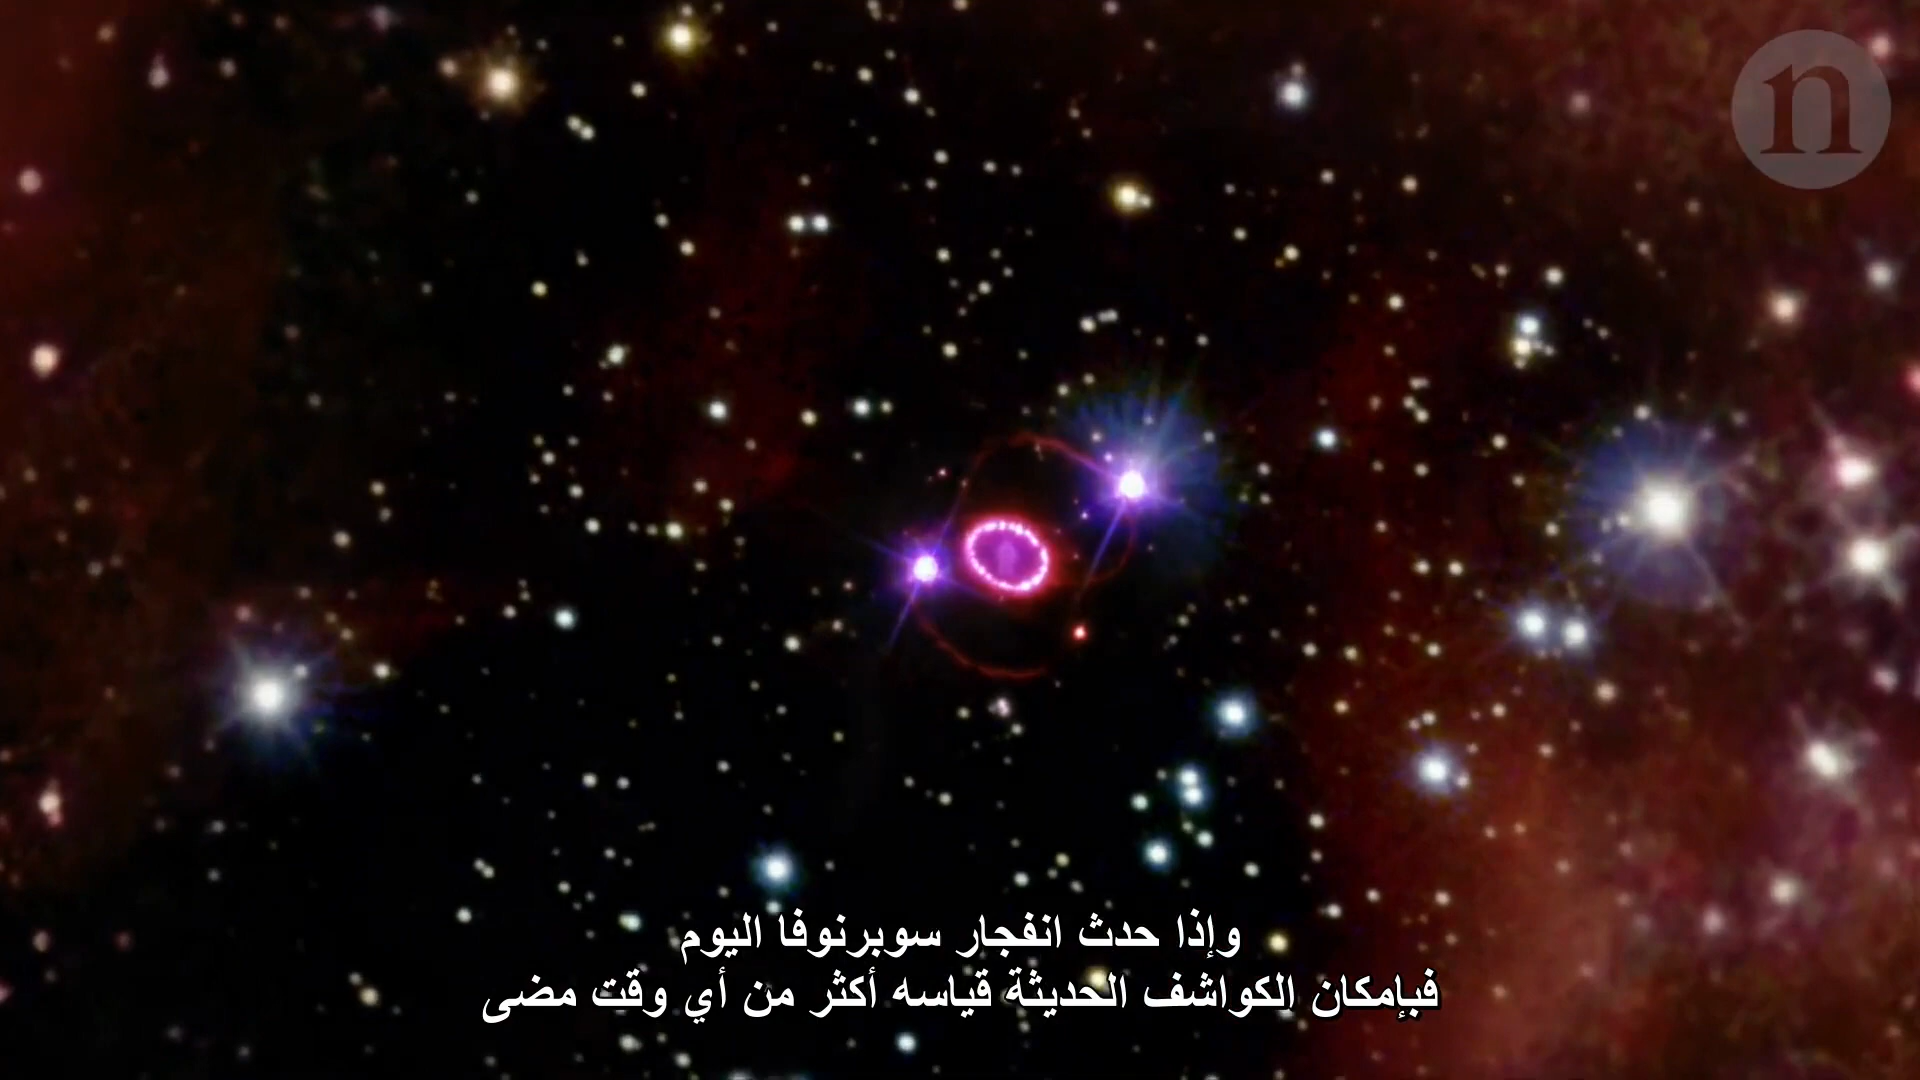 n
وإذا حدث انفجار سوبرنوفا اليوم
فبإمكان الكواشف الحديثة قياسه أكثر من أي وقت مضى